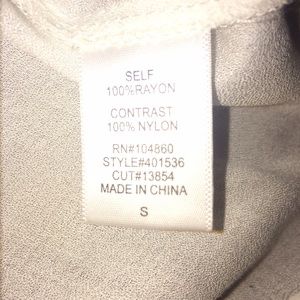 SELF
100%RAYON
CONTRAST
100% NYLON
RN#104860
STYLE#401536
CUT#13854
MADE IN CHINA
S